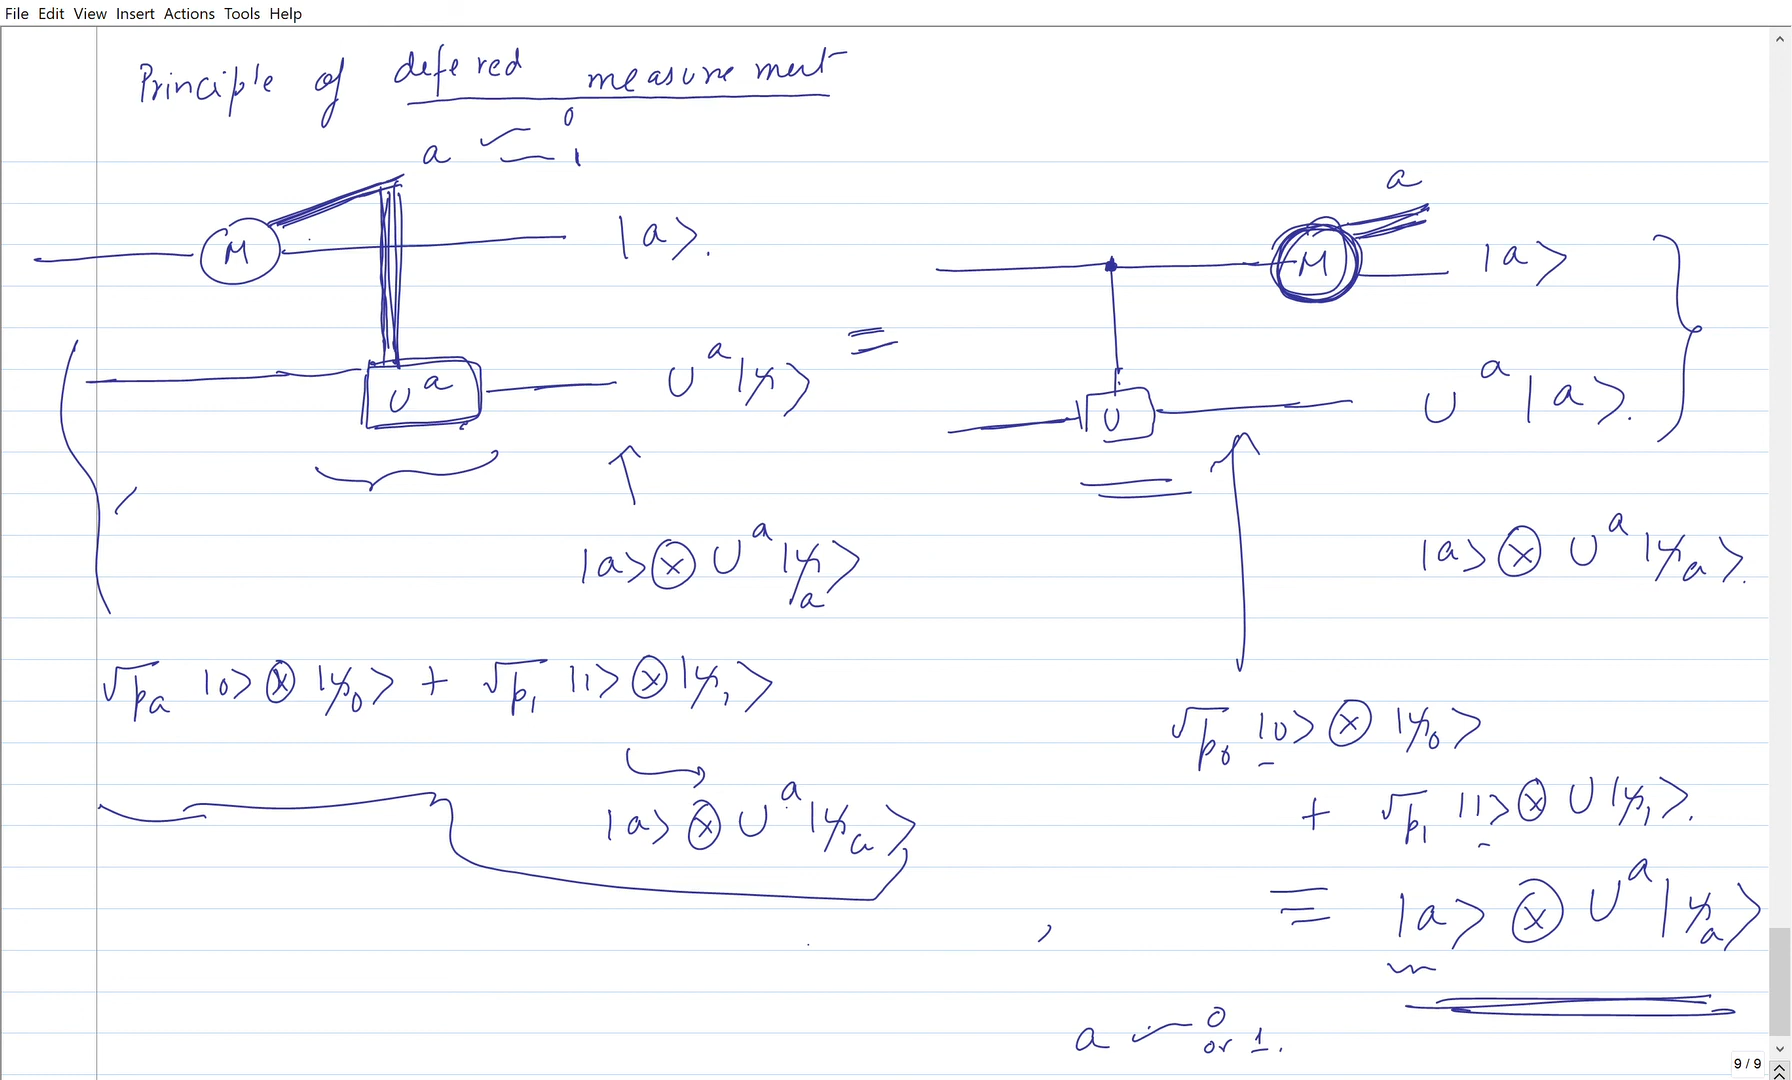 File Edit View Insert Actions Tools Help
Principle of defered measurement
a 0
1
M |a>.
U^a U^a |ψ>
=
a
M |a>
U U^a |a>.
|a> ⊗ U^a |ψ_a>
|a> ⊗ U^a |ψ_a>.
√p_a |0> ⊗ |ψ_0> + √p_1 |1> ⊗ |ψ_1>
|a> ⊗ U^a |ψ_a>
√p_0 |0> ⊗ |ψ_0>
+ √p_1 |1> ⊗ U |ψ_1>.
= |a> ⊗ U^a |ψ_a>
a 0
or 1.
9 / 9